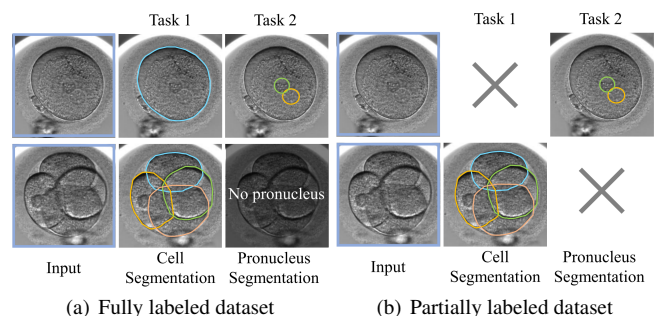 Task 1 Task 2 Task 1 Task 2
No pronucleus
Input Cell Segmentation Pronucleus Segmentation Input Cell Segmentation Pronucleus Segmentation
(a) Fully labeled dataset (b) Partially labeled dataset